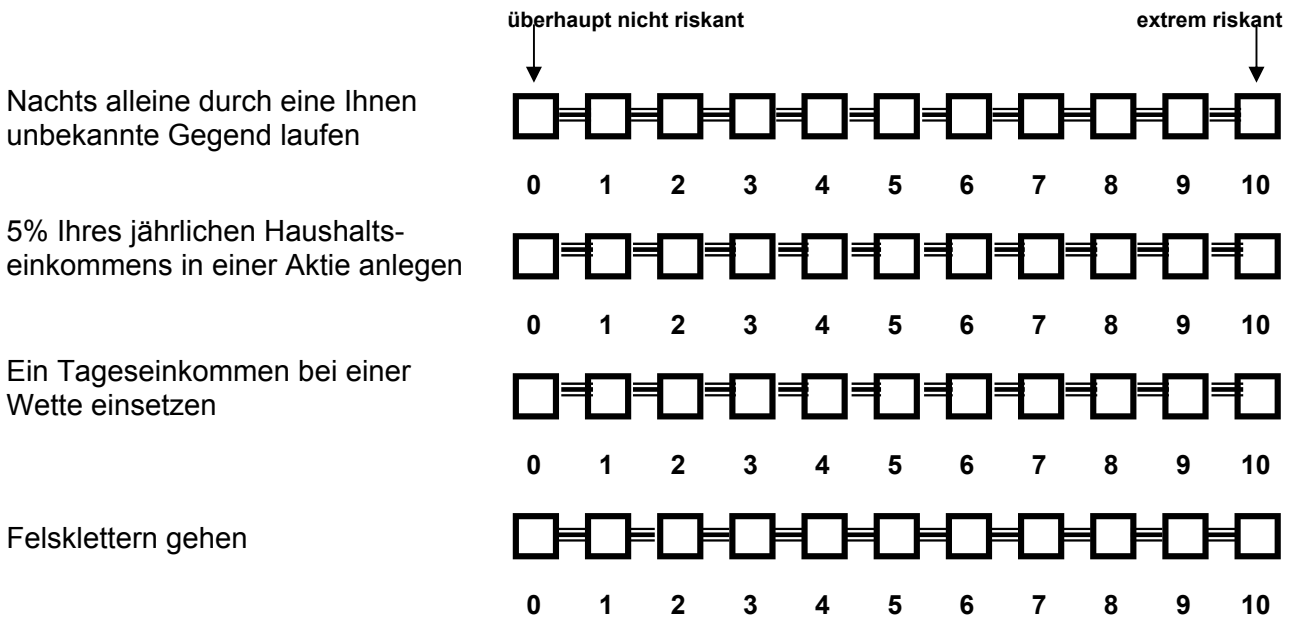 überhaupt nicht riskant extrem riskant
Nachts alleine durch eine Ihnen
unbekannte Gegend laufen
0 1 2 3 4 5 6 7 8 9 10
5% Ihres jährlichen Haushalts-
einkommens in einer Aktie anlegen
0 1 2 3 4 5 6 7 8 9 10
Ein Tageseinkommen bei einer
Wette einsetzen
0 1 2 3 4 5 6 7 8 9 10
Felsklettern gehen
0 1 2 3 4 5 6 7 8 9 10